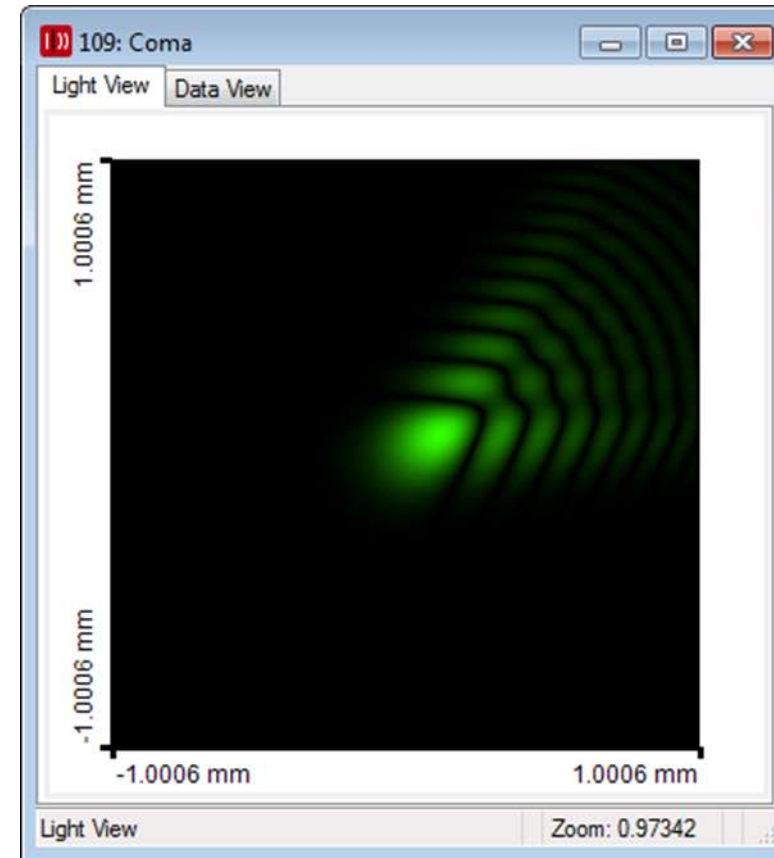 109: Coma
Light View Data View
1.0006 mm
-1.0006 mm
-1.0006 mm 1.0006 mm
Light View Zoom: 0.97342